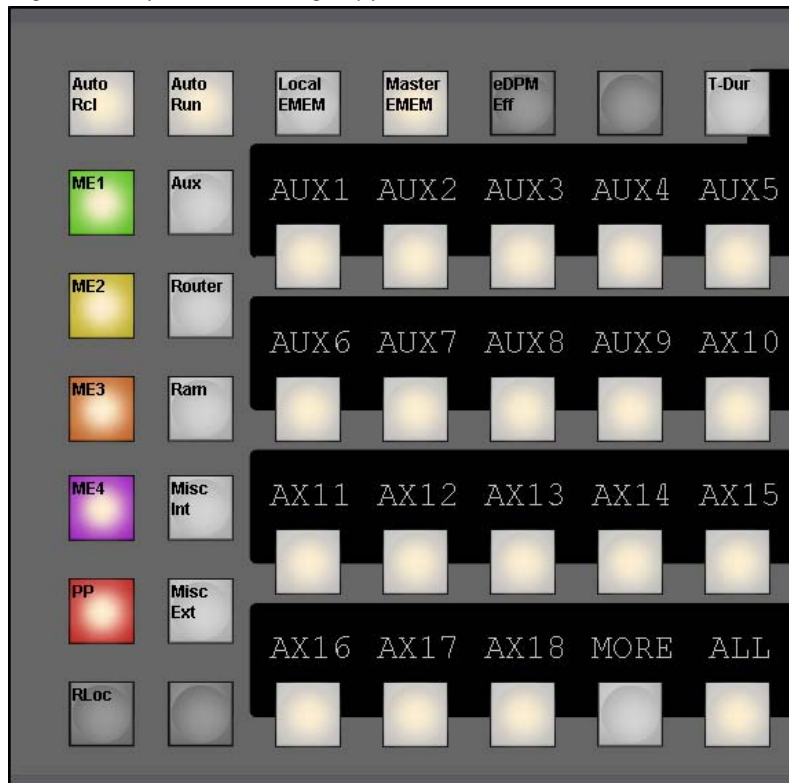 Auto Rcl
Auto Run
Local EMEM
Master EMEM
eDPM Eff
T-Dur
ME1
Aux
AUX1 AUX2 AUX3 AUX4 AUX5
ME2
Router
AUX6 AUX7 AUX8 AUX9 AX10
ME3
Ram
AX11 AX12 AX13 AX14 AX15
ME4
Misc Int
PP
Misc Ext
AX16 AX17 AX18 MORE ALL
RLoc